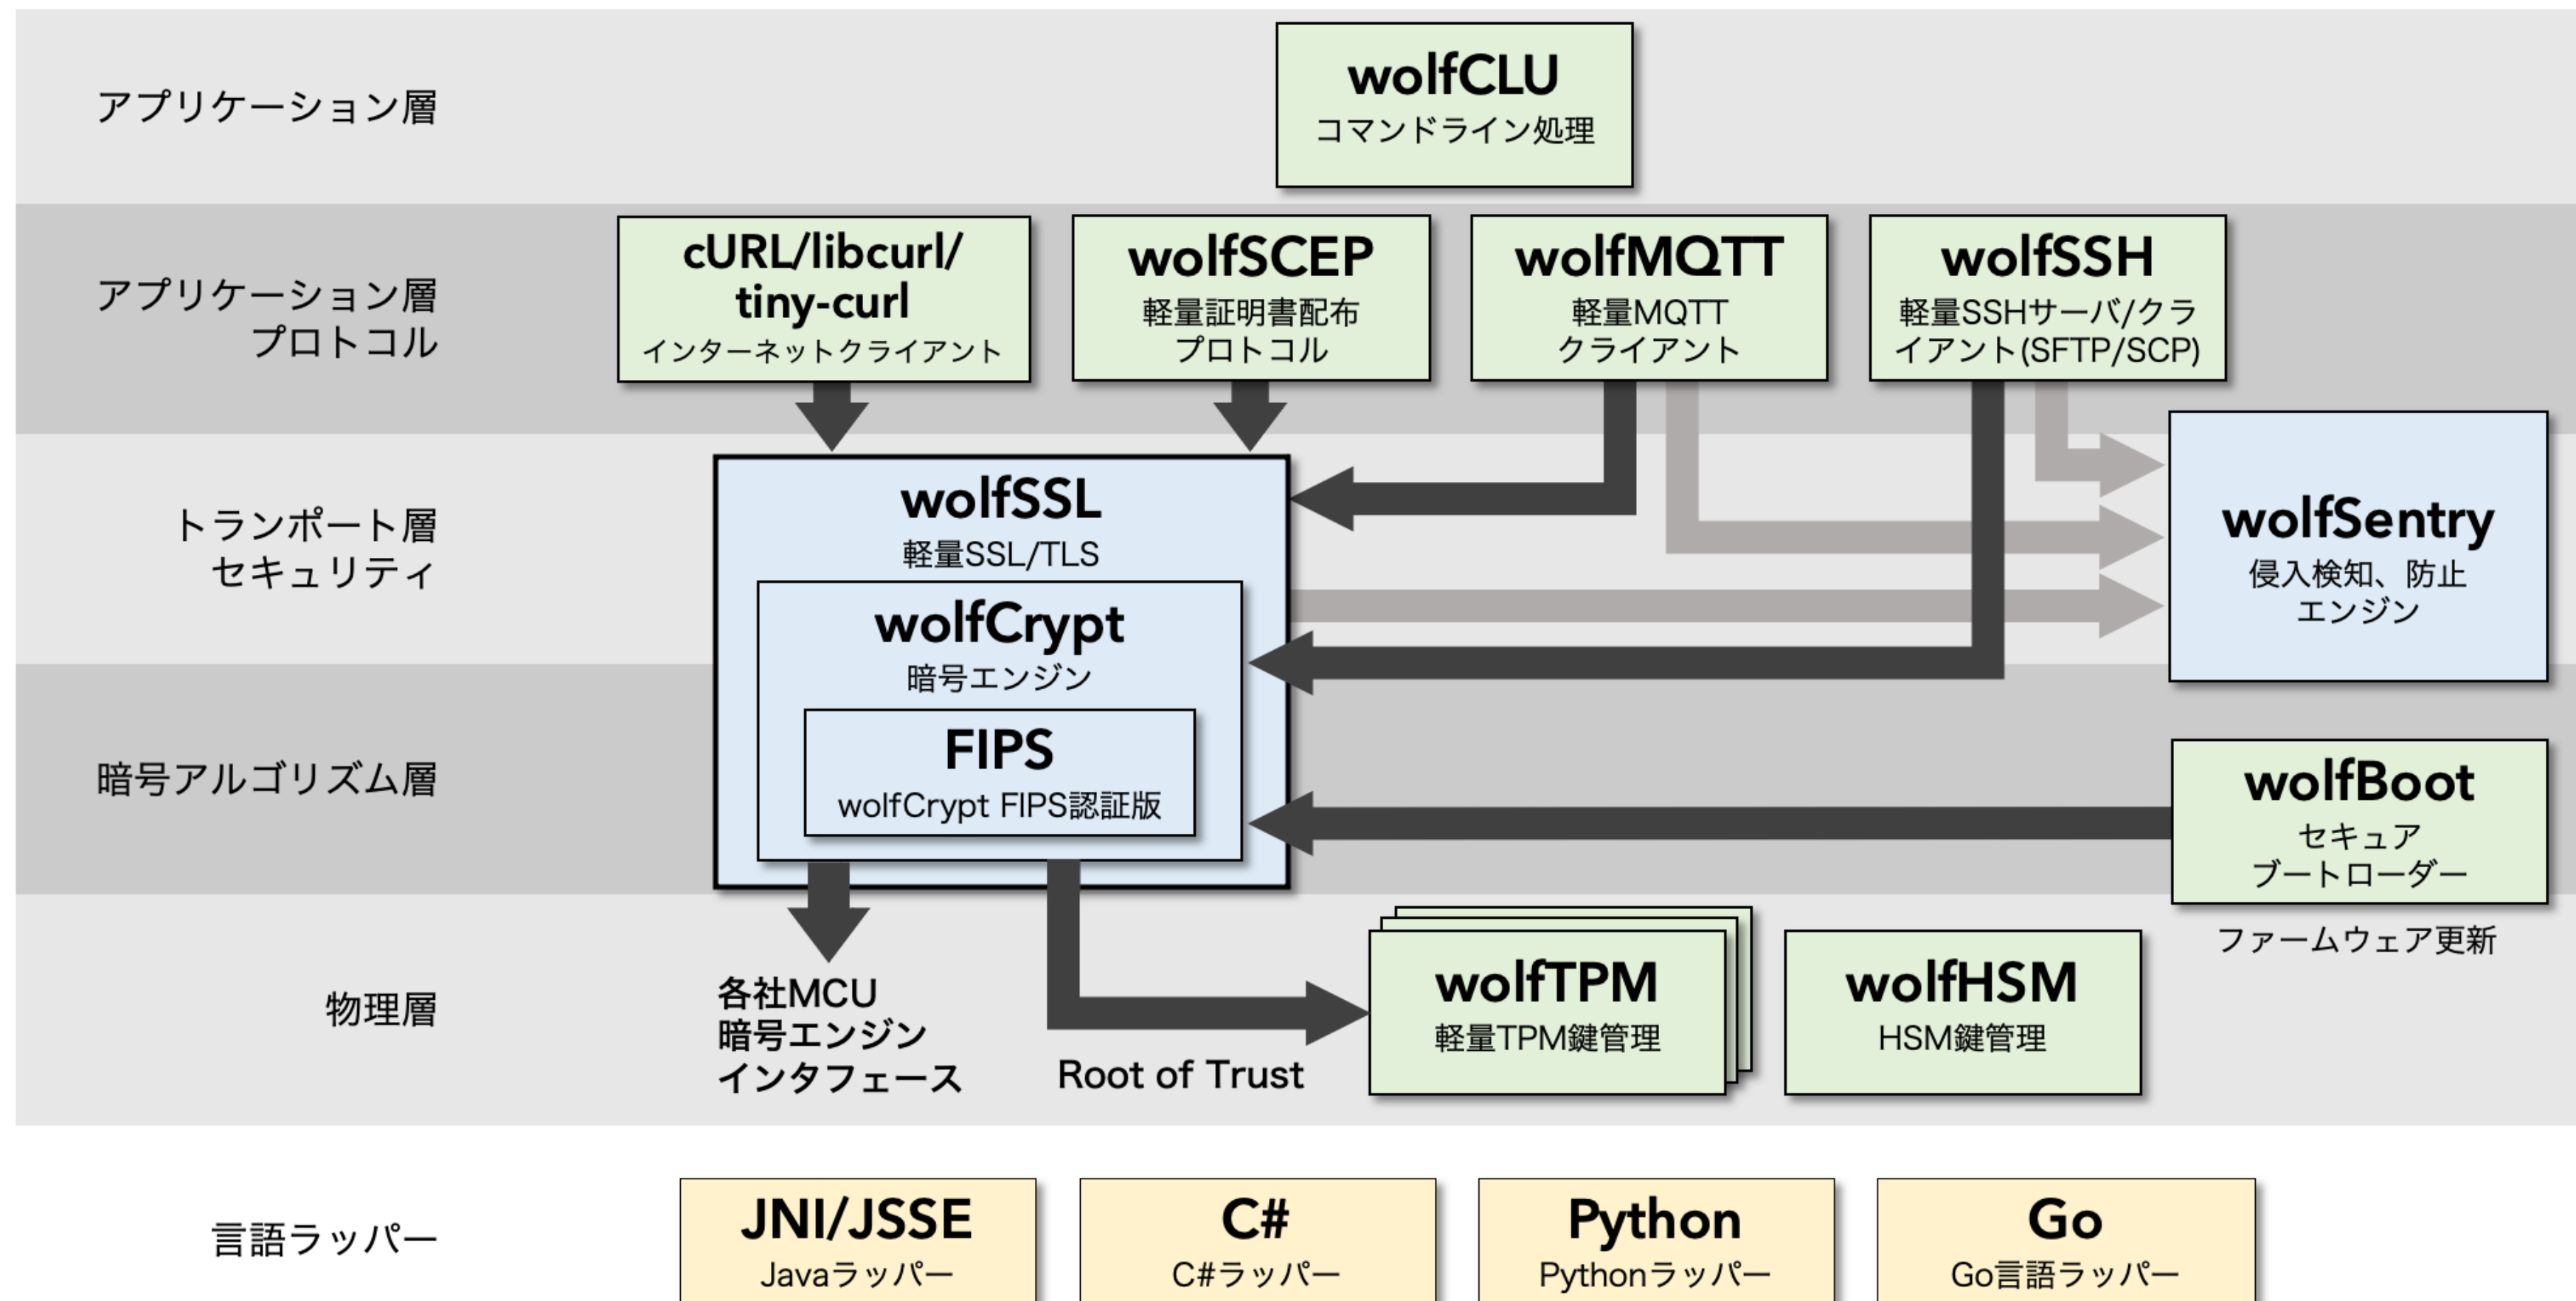 アプリケーション層
wolfCLU
コマンドライン処理
アプリケーション層
プロトコル
cURL/libcurl/
tiny-curl
インターネットクライアント
wolfSCEP
軽量証明書配布
プロトコル
wolfMQTT
軽量MQTT
クライアント
wolfSSH
軽量SSHサーバ/クラ
イアント(SFTP/SCP)
トランポート層
セキュリティ
wolfSSL
軽量SSL/TLS
wolfCrypt
暗号エンジン
FIPS
wolfCrypt FIPS認証版
wolfSentry
侵入検知、防止
エンジン
暗号アルゴリズム層
wolfBoot
セキュア
ブートローダー
ファームウェア更新
物理層
各社MCU
暗号エンジン
インタフェース
Root of Trust
wolfTPM
軽量TPM鍵管理
wolfHSM
HSM鍵管理
言語ラッパー
JNI/JSSE
Javaラッパー
C#
C#ラッパー
Python
Pythonラッパー
Go
Go言語ラッパー